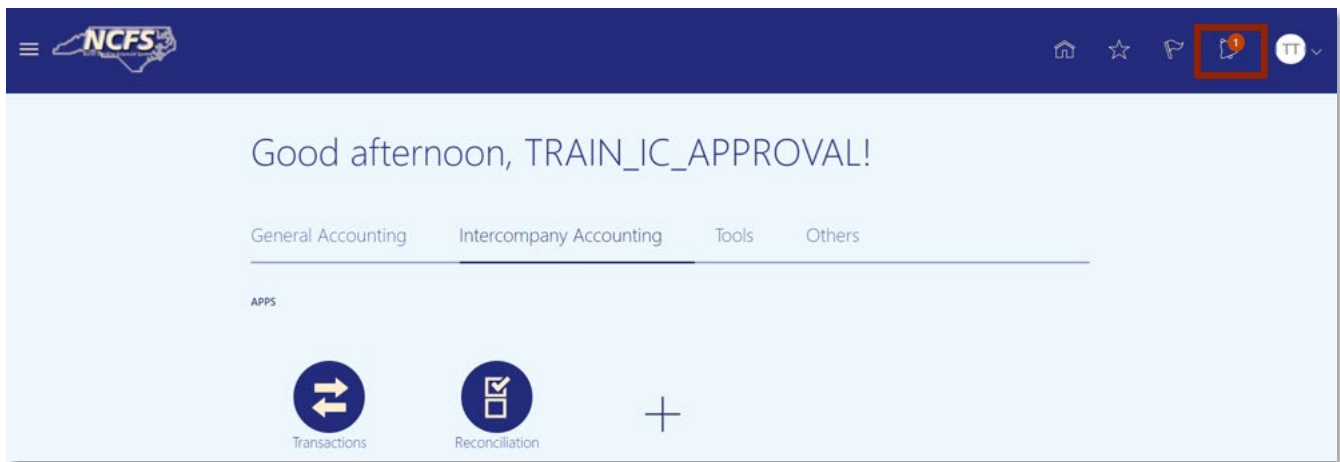 NCFS
1
TT
Good afternoon, TRAIN_IC_APPROVAL!
General Accounting Intercompany Accounting Tools Others
APPS
Transactions Reconciliation